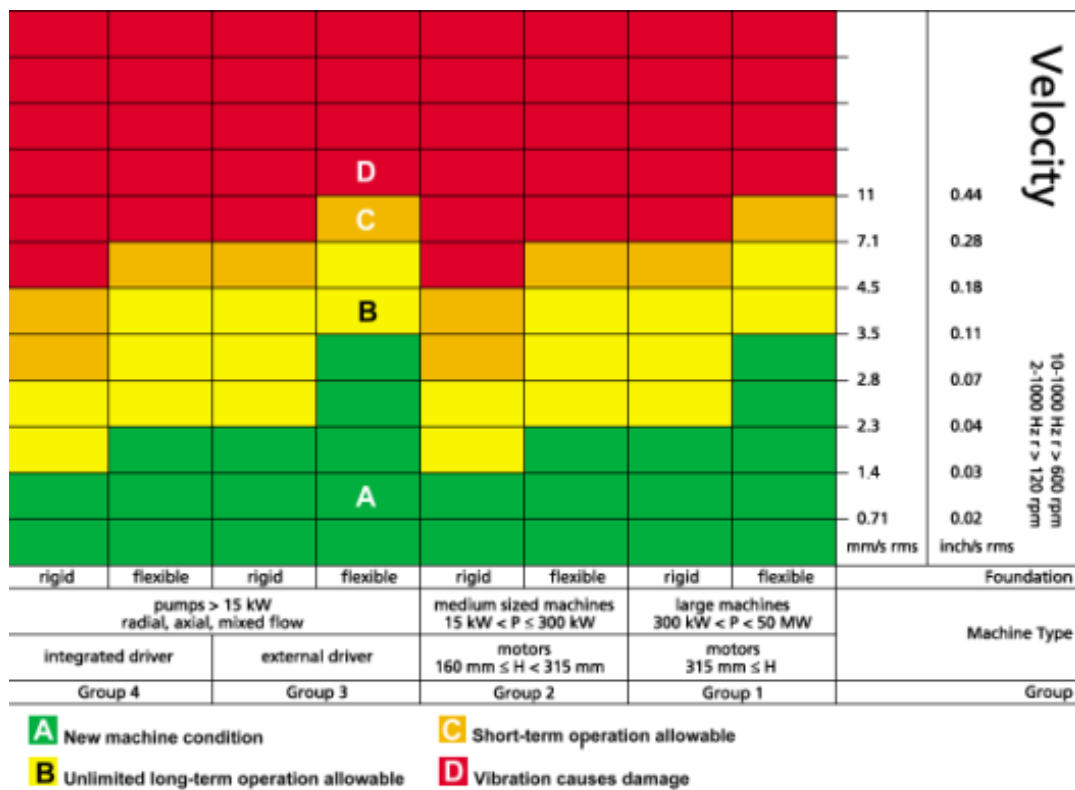 D
C
B
A
Velocity
10-1000 Hz r > 600 rpm
2-1000 Hz r > 120 rpm
11 0.44
7.1 0.28
4.5 0.18
3.5 0.11
2.8 0.07
2.3 0.04
1.4 0.03
0.71 0.02
mm/s rms inch/s rms
rigid flexible rigid flexible rigid flexible rigid flexible Foundation
pumps > 15 kW
radial, axial, mixed flow
medium sized machines
15 kW < P ≤ 300 kW
large machines
300 kW < P < 50 MW
Machine Type
integrated driver external driver
motors
160 mm ≤ H < 315 mm
motors
315 mm ≤ H
Group 4 Group 3 Group 2 Group 1 Group
A New machine condition
C Short-term operation allowable
B Unlimited long-term operation allowable
D Vibration causes damage